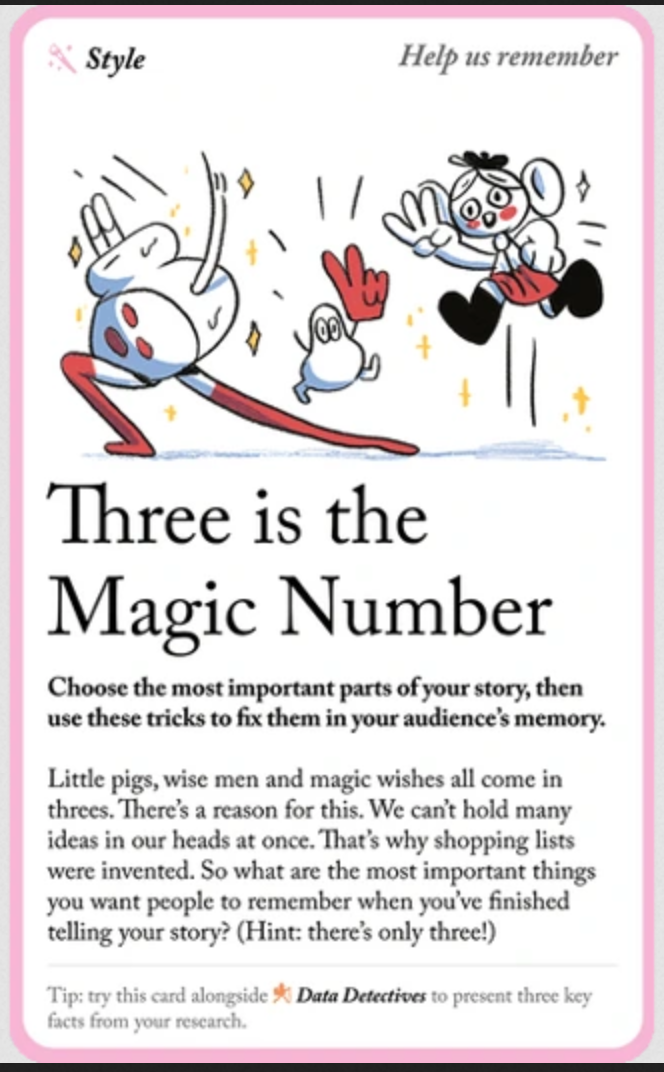 Style
Help us remember
Three is the
Magic Number
Choose the most important parts of your story, then
use these tricks to fix them in your audience's memory.
Little pigs, wise men and magic wishes all come in
threes. There's a reason for this. We can't hold many
ideas in our heads at once. That's why shopping lists
were invented. So what are the most important things
you want people to remember when you've finished
telling your story? (Hint: there's only three!)
Tip: try this card alongside Data Detectives to present three key
facts from your research.